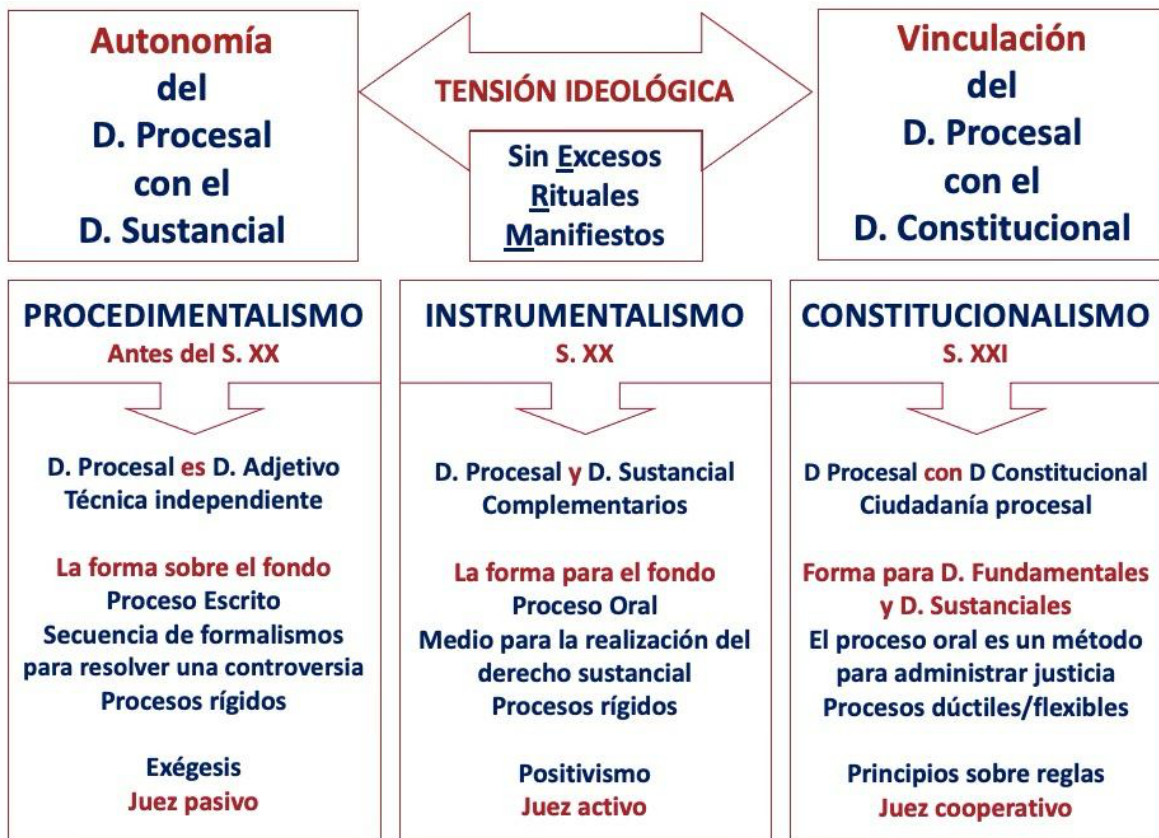 Autonomía
del
D. Procesal
con el
D. Sustancial
TENSIÓN IDEOLÓGICA
Sin Excesos
Rituales
Manifiestos
Vinculación
del
D. Procesal
con el
D. Constitucional
PROCEDIMENTALISMO
Antes del S. XX
D. Procesal es D. Adjetivo
Técnica independiente
La forma sobre el fondo
Proceso Escrito
Secuencia de formalismos
para resolver una controversia
Procesos rígidos
Exégesis
Juez pasivo
INSTRUMENTALISMO
S. XX
D. Procesal y D. Sustancial
Complementarios
La forma para el fondo
Proceso Oral
Medio para la realización del
derecho sustancial
Procesos rígidos
Positivismo
Juez activo
CONSTITUCIONALISMO
S. XXI
D Procesal con D Constitucional
Ciudadanía procesal
Forma para D. Fundamentales
y D. Sustanciales
El proceso oral es un método
para administrar justicia
Procesos dúctiles/flexibles
Principios sobre reglas
Juez cooperativo